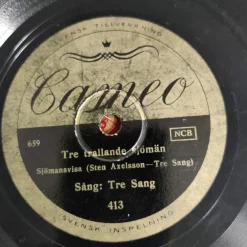 SVENSK TILLVERKNING
Cameo
659
NCB
Tre trallande sjömän
Sjömansvisa (Sten Axelsson—Tre Sang)
Sång: Tre Sang
413
SVENSK INSPELNING